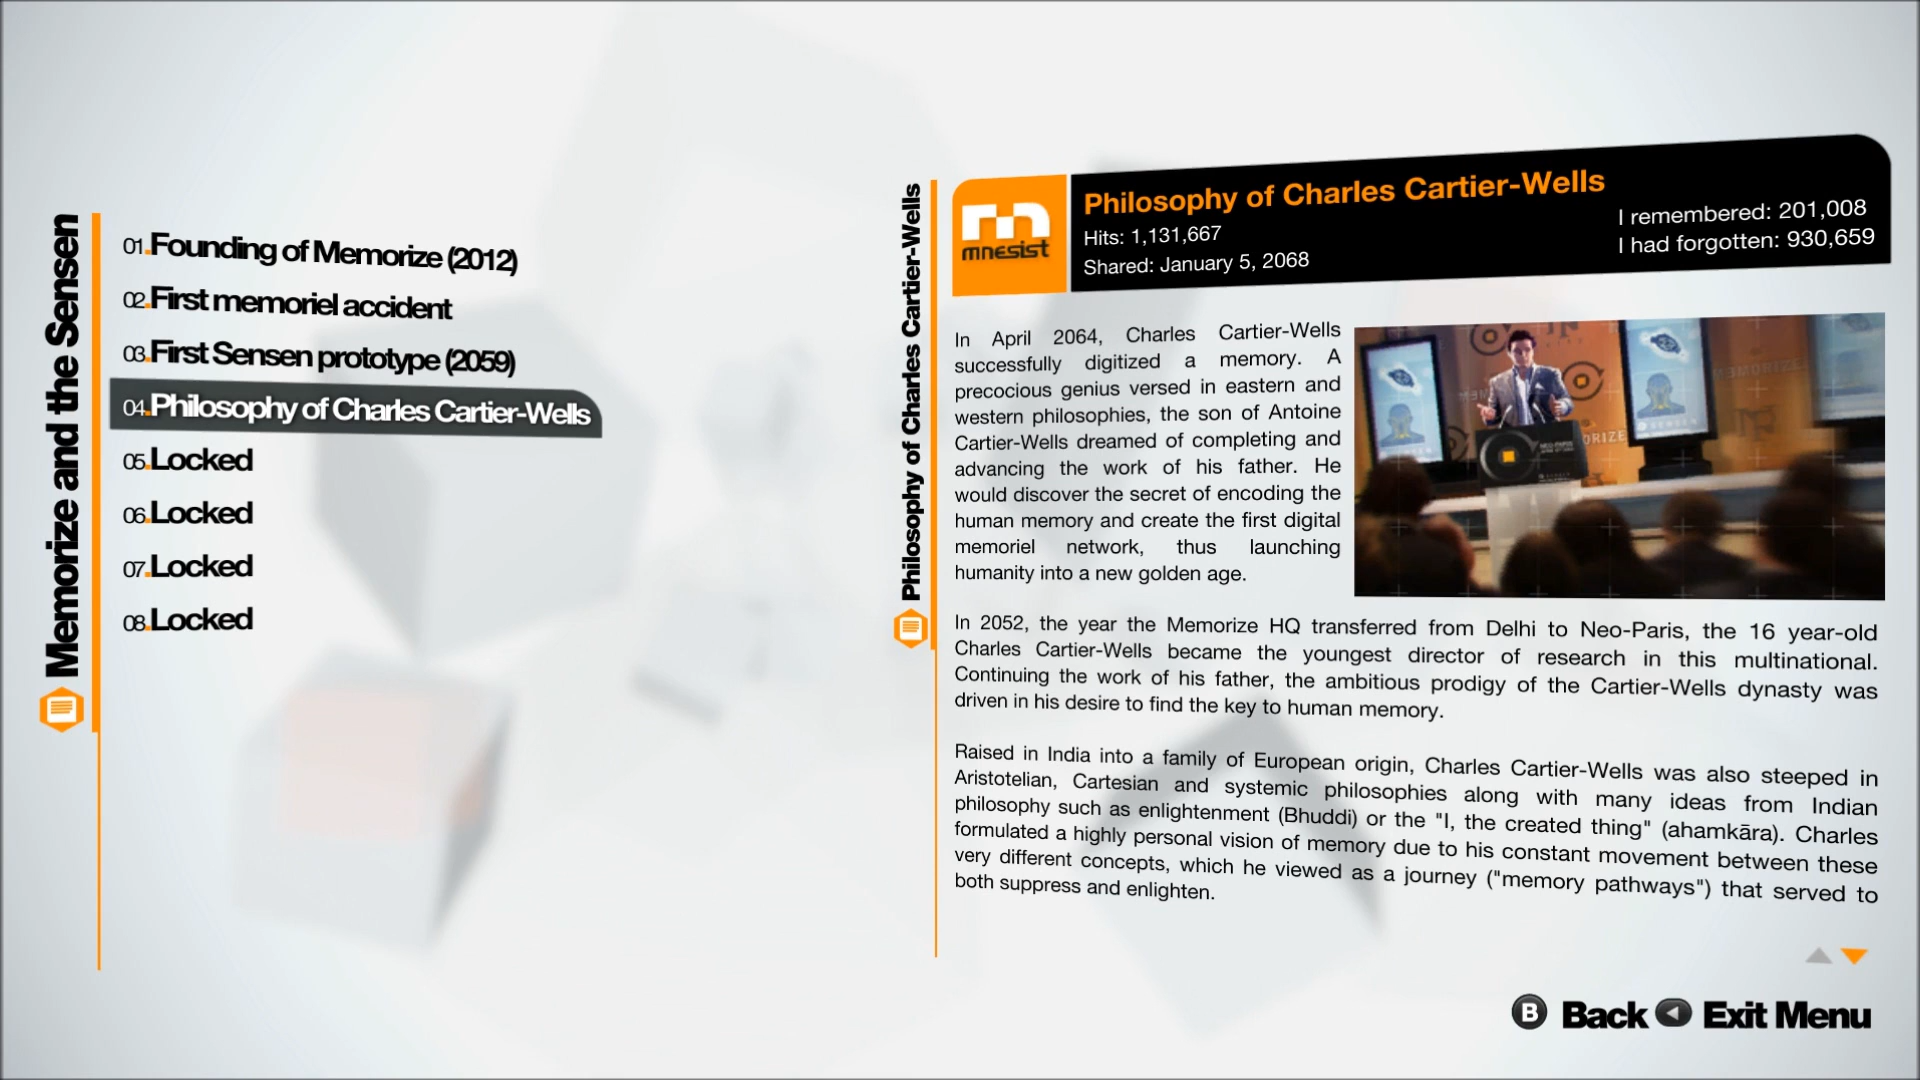 Memorize and the Sensen
01.Founding of Memorize (2012)
02.First memoriel accident
03.First Sensen prototype (2059)
04.Philosophy of Charles Cartier-Wells
05.Locked
06.Locked
07.Locked
08.Locked
Philosophy of Charles Cartier-Wells
mnesist
Philosophy of Charles Cartier-Wells
Hits: 1,131,667
Shared: January 5, 2068
I remembered: 201,008
I had forgotten: 930,659
In April 2064, Charles Cartier-Wells
successfully digitized a memory. A
precocious genius versed in eastern and
western philosophies, the son of Antoine
Cartier-Wells dreamed of completing and
advancing the work of his father. He
would discover the secret of encoding the
human memory and create the first digital
memoriel network, thus launching
humanity into a new golden age.
In 2052, the year the Memorize HQ transferred from Delhi to Neo-Paris, the 16 year-old
Charles Cartier-Wells became the youngest director of research in this multinational.
Continuing the work of his father, the ambitious prodigy of the Cartier-Wells dynasty was
driven in his desire to find the key to human memory.
Raised in India into a family of European origin, Charles Cartier-Wells was also steeped in
Aristotelian, Cartesian and systemic philosophies along with many ideas from Indian
philosophy such as enlightenment (Bhuddi) or the "I, the created thing" (ahamkāra). Charles
formulated a highly personal vision of memory due to his constant movement between these
very different concepts, which he viewed as a journey ("memory pathways") that served to
both suppress and enlighten.
B Back Exit Menu